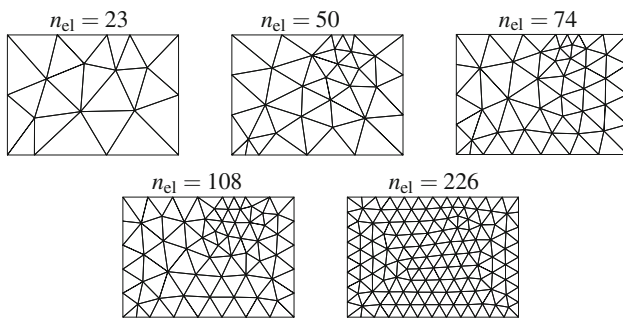 n_el = 23
n_el = 50
n_el = 74
n_el = 108
n_el = 226